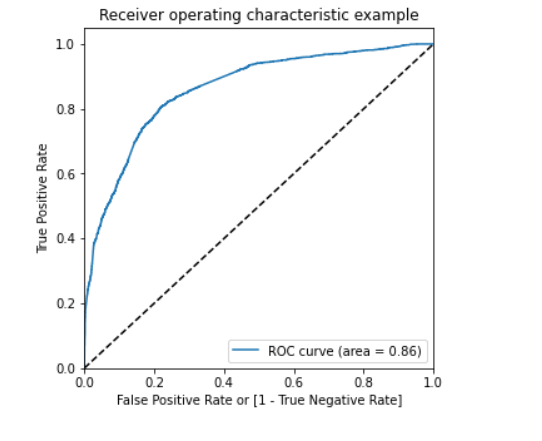 Receiver operating characteristic example
1.0
0.8
0.6
0.4
0.2
0.0
True Positive Rate
ROC curve (area = 0.86)
0.0 0.2 0.4 0.6 0.8 1.0
False Positive Rate or [1 - True Negative Rate]